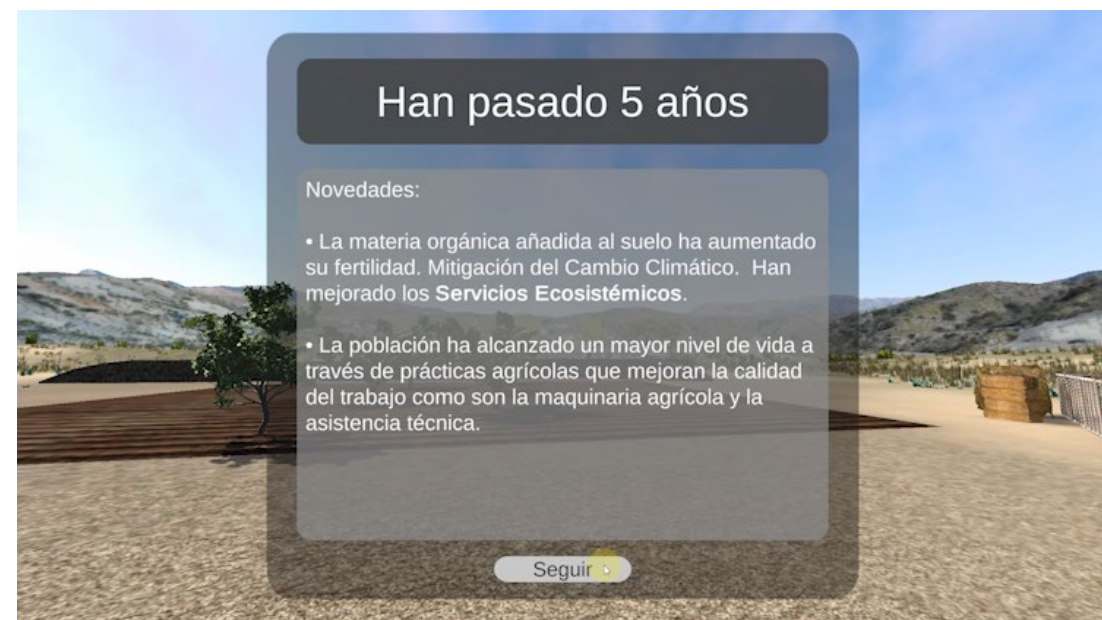 Han pasado 5 años
Novedades:
• La materia orgánica añadida al suelo ha aumentado
su fertilidad. Mitigación del Cambio Climático.  Han
mejorado los Servicios Ecosistémicos.
• La población ha alcanzado un mayor nivel de vida a
través de prácticas agrícolas que mejoran la calidad
del trabajo como son la maquinaria agrícola y la
asistencia técnica.
Seguir